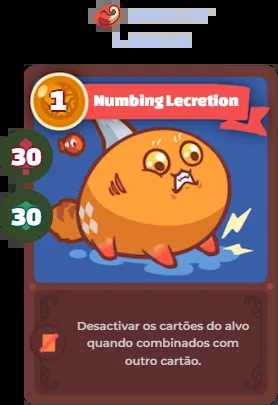 1
Numbing Lecretion
30
30
Desactivar os cartões do alvo
quando combinados com
outro cartão.